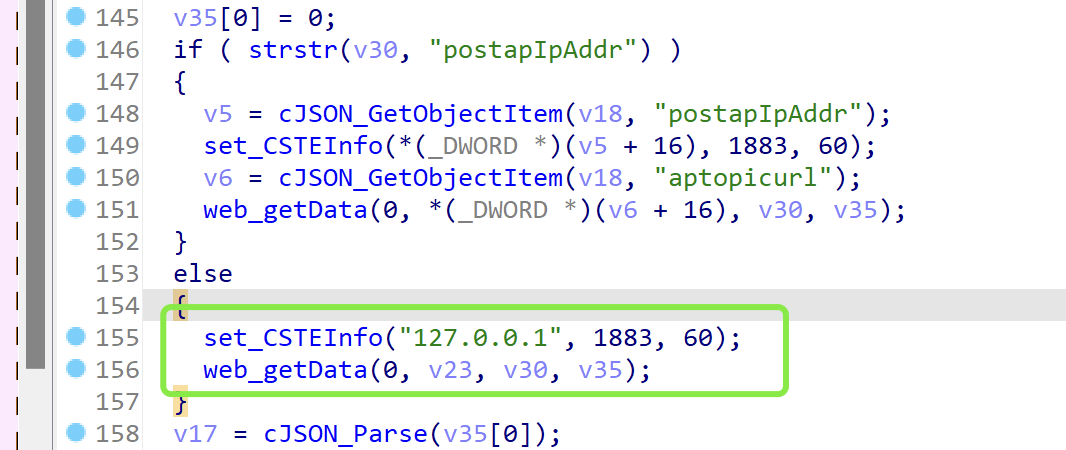 145 v35[0] = 0;
146 if ( strstr(v30, "postapIpAddr") )
147 {
148 v5 = cJSON_GetObjectItem(v18, "postapIpAddr");
149 set_CSTEInfo(*(_DWORD *)(v5 + 16), 1883, 60);
150 v6 = cJSON_GetObjectItem(v18, "aptopicurl");
151 web_getData(0, *(_DWORD *)(v6 + 16), v30, v35);
152 }
153 else
154 {
155 set_CSTEInfo("127.0.0.1", 1883, 60);
156 web_getData(0, v23, v30, v35);
157 }
158 v17 = cJSON_Parse(v35[0]);